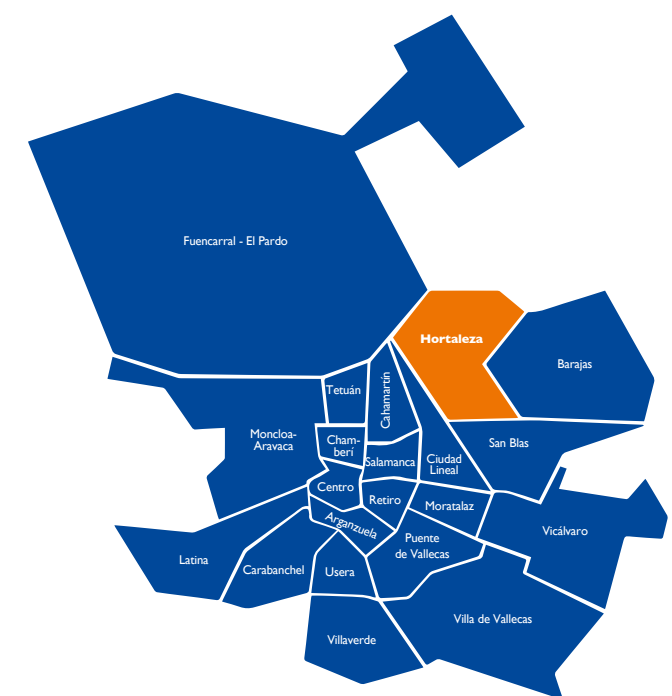 Fuencarral - El Pardo
Hortaleza
Barajas
Tetuán
Cahamartín
Moncloa-
Aravaca
Cham-
berí
San Blas
Salamanca
Ciudad
Lineal
Centro
Retiro
Moratalaz
Arganzuela
Vicálvaro
Puente
de Vallecas
Latina
Carabanchel
Usera
Villa de Vallecas
Villaverde